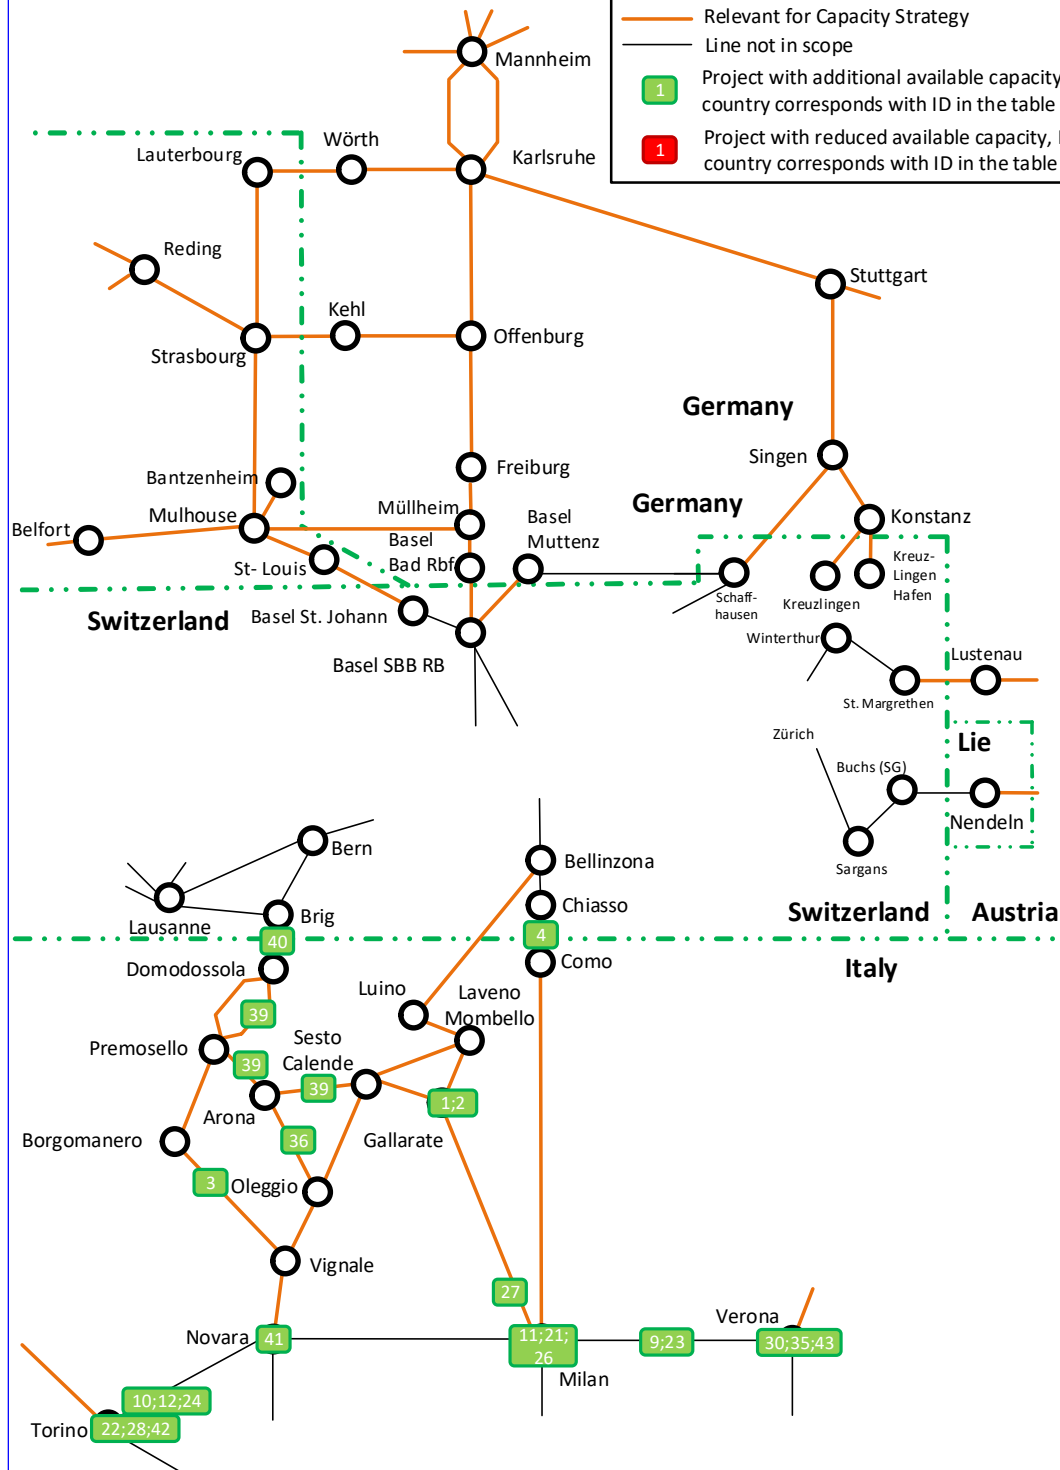 Relevant for Capacity Strategy
Line not in scope
1
Project with additional available capacity
country corresponds with ID in the table
1
Project with reduced available capacity,
country corresponds with ID in the table
Mannheim
Lauterbourg
Wörth
Karlsruhe
Reding
Stuttgart
Kehl
Strasbourg
Offenburg
Germany
Singen
Bantzenheim
Freiburg
Germany
Mulhouse
Müllheim
Basel
Muttenz
Konstanz
Belfort
Basel
Bad Rbf
St- Louis
Kreuz-
Lingen
Hafen
Schaff-
hausen
Kreuzlingen
Switzerland
Basel St. Johann
Winterthur
Lustenau
Basel SBB RB
St. Margrethen
Zürich
Lie
Buchs (SG)
Nendeln
Bern
Bellinzona
Sargans
Lausanne
Brig
Chiasso
Switzerland
Austria
40
4
Domodossola
Como
Italy
Luino
Laveno
Mombello
39
Premosello
Sesto
Calende
39
39
Arona
1;2
Borgomanero
36
Gallarate
3
Oleggio
Vignale
27
Verona
Novara
41
11;21;
26
9;23
30;35;43
Milan
10;12;24
Torino
22;28;42